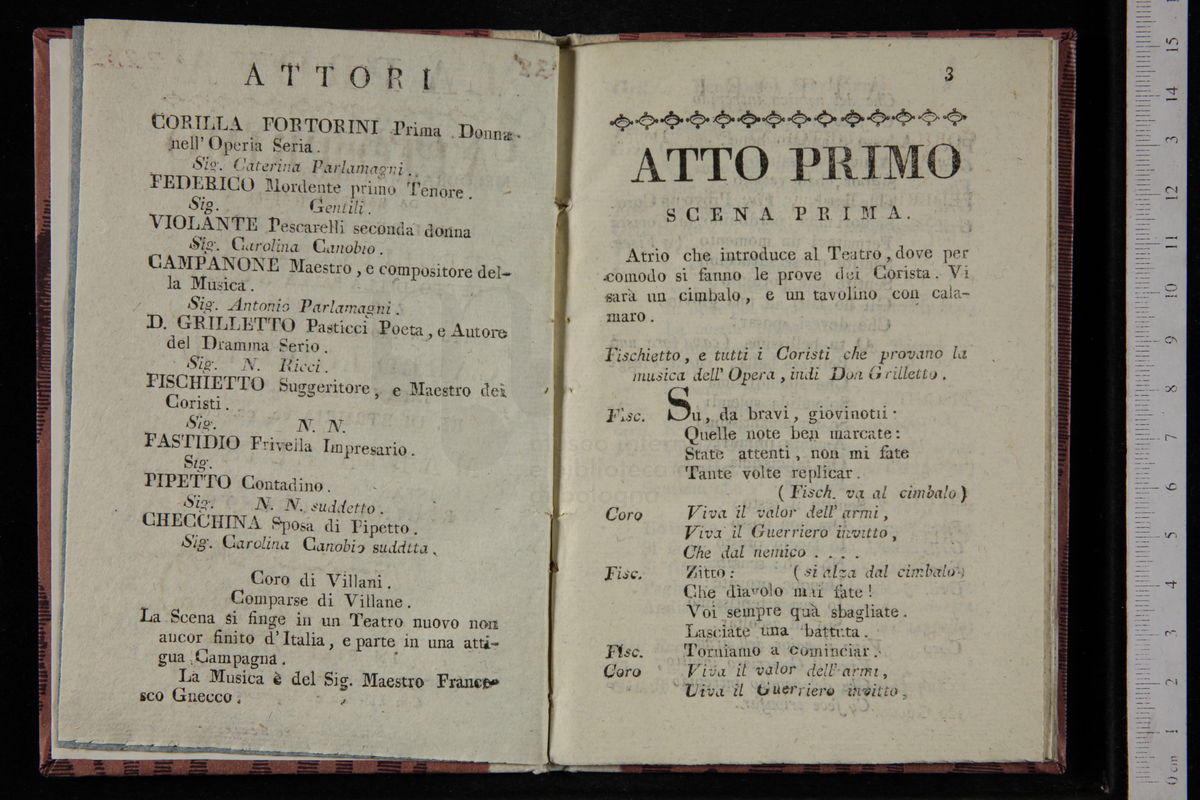 ATTORI
CORILLA FORTORINI Prima Donna
nell' Operia Seria.
Sig. Caterina Parlamagni.
FEDERICO Mordente primo Tenore.
Sig. Gentili.
VIOLANTE Pescarelli seconda donna
Sig. Carolina Canobio.
CAMPANONE Maestro, e compositore del-
la Musica.
Sig. Antonio Parlamagni.
D. GRILLETTO Pasticci Poeta, e Autore
del Dramma Serio.
Sig. N. Ricci.
FISCHIETTO Suggeritore, e Maestro dei
Coristi.
Sig. N. N.
FASTIDIO Frivella Impresario.
Sig.
PIPETTO Contadino.
Sig. N. N. suddetto.
CHECCHINA Sposa di Pipetto.
Sig. Carolina Canobio suddtta.
Coro di Villani.
Comparse di Villane.
La Scena si finge in un Teatro nuovo non
ancor finito d' Italia, e parte in una atti-
gua Campagna.
La Musica è del Sig. Maestro France-
sco Gnecco.
3
ATTO PRIMO
SCENA PRIMA.
Atrio che introduce al Teatro, dove per
comodo si fanno le prove dei Corista. Vi
sarà un cimbalo, e un tavolino con cala-
maro.
Fischietto, e tutti i Coristi che provano la
musica dell' Opera, indi Don Grilletto.
Fisc. Su, da bravi, giovinotti:
Quelle note ben marcate:
State attenti, non mi fate
Tante volte replicar.
(Fisch. va al cimbalo)
Coro Viva il valor dell' armi,
Viva il Guerriero invitto,
Che dal nemico . . . .
Fisc. Zitto: (si alza dal cimbalo)
Che diavolo mai fate!
Voi sempre quà sbagliate.
Lasciate una battuta.
Fisc. Torniamo a cominciar.
Coro Viva il valor dell' armi,
Viva il Guerriero invitto,